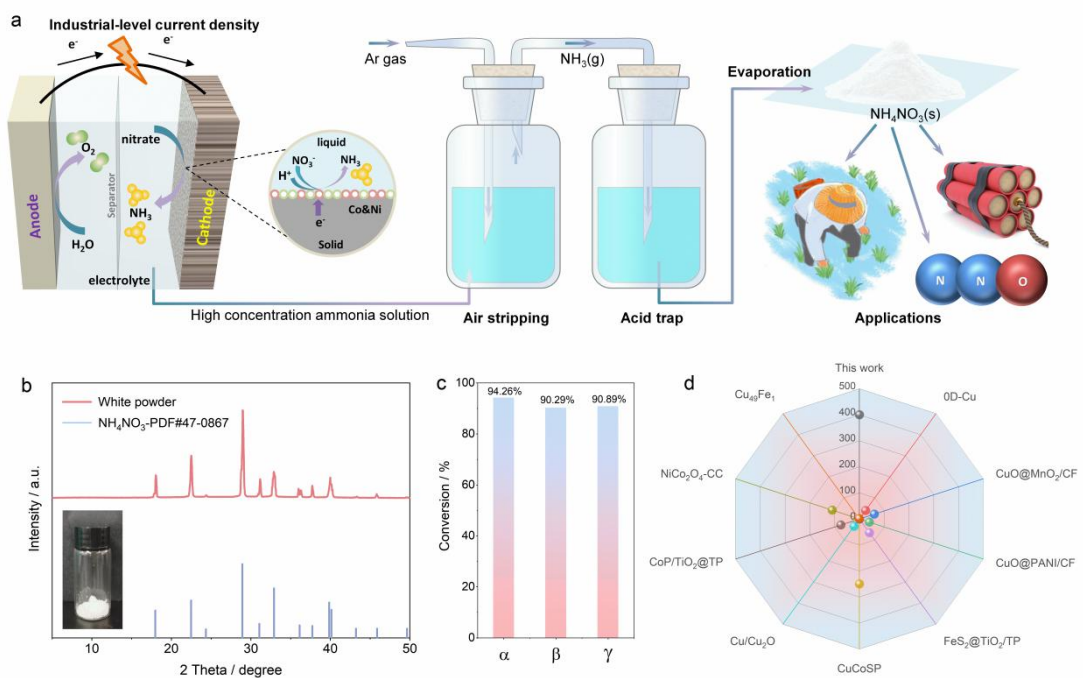 a
Industrial-level current density
e⁻
e⁻
Anode
O₂
H₂O
Separator
nitrate
NH₃
electrolyte
Cathode
liquid
NO₃⁻
NH₃
H⁺
Co&Ni
e⁻
Solid
High concentration ammonia solution
Ar gas
NH₃(g)
Air stripping
Acid trap
Evaporation
NH₄NO₃(s)
N N O
Applications
b
White powder
NH₄NO₃-PDF#47-0867
Intensity / a.u.
10 20 30 40 50
2 Theta / degree
c
Conversion / %
100
80
60
40
20
0
94.26%
90.29%
90.89%
α β γ
d
This work
500
400
300
200
100
0
0D-Cu
CuO@MnO₂/CF
CuO@PANI/CF
FeS₂@TiO₂/TP
CuCoSP
Cu/Cu₂O
CoP/TiO₂@TP
NiCo₂O₄-CC
Cu₄₉Fe₁